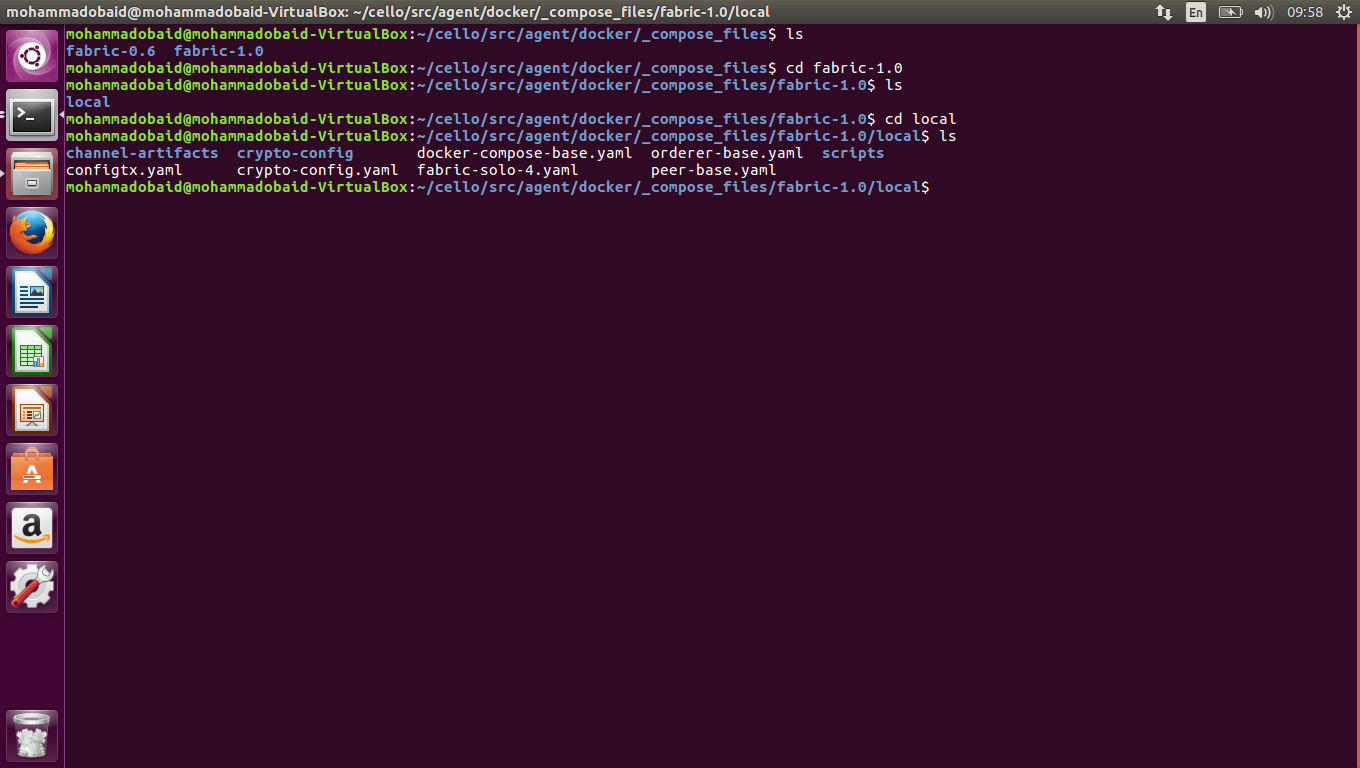 mohammadobaid@mohammadobaid-VirtualBox: ~/cello/src/agent/docker/_compose_files/fabric-1.0/local
En
09:58
mohammadobaid@mohammadobaid-VirtualBox:~/cello/src/agent/docker/_compose_files$ ls
fabric-0.6  fabric-1.0
mohammadobaid@mohammadobaid-VirtualBox:~/cello/src/agent/docker/_compose_files$ cd fabric-1.0
mohammadobaid@mohammadobaid-VirtualBox:~/cello/src/agent/docker/_compose_files/fabric-1.0$ ls
local
mohammadobaid@mohammadobaid-VirtualBox:~/cello/src/agent/docker/_compose_files/fabric-1.0$ cd local
mohammadobaid@mohammadobaid-VirtualBox:~/cello/src/agent/docker/_compose_files/fabric-1.0/local$ ls
channel-artifacts  crypto-config       docker-compose-base.yaml  orderer-base.yaml  scripts
configtx.yaml      crypto-config.yaml  fabric-solo-4.yaml        peer-base.yaml
mohammadobaid@mohammadobaid-VirtualBox:~/cello/src/agent/docker/_compose_files/fabric-1.0/local$